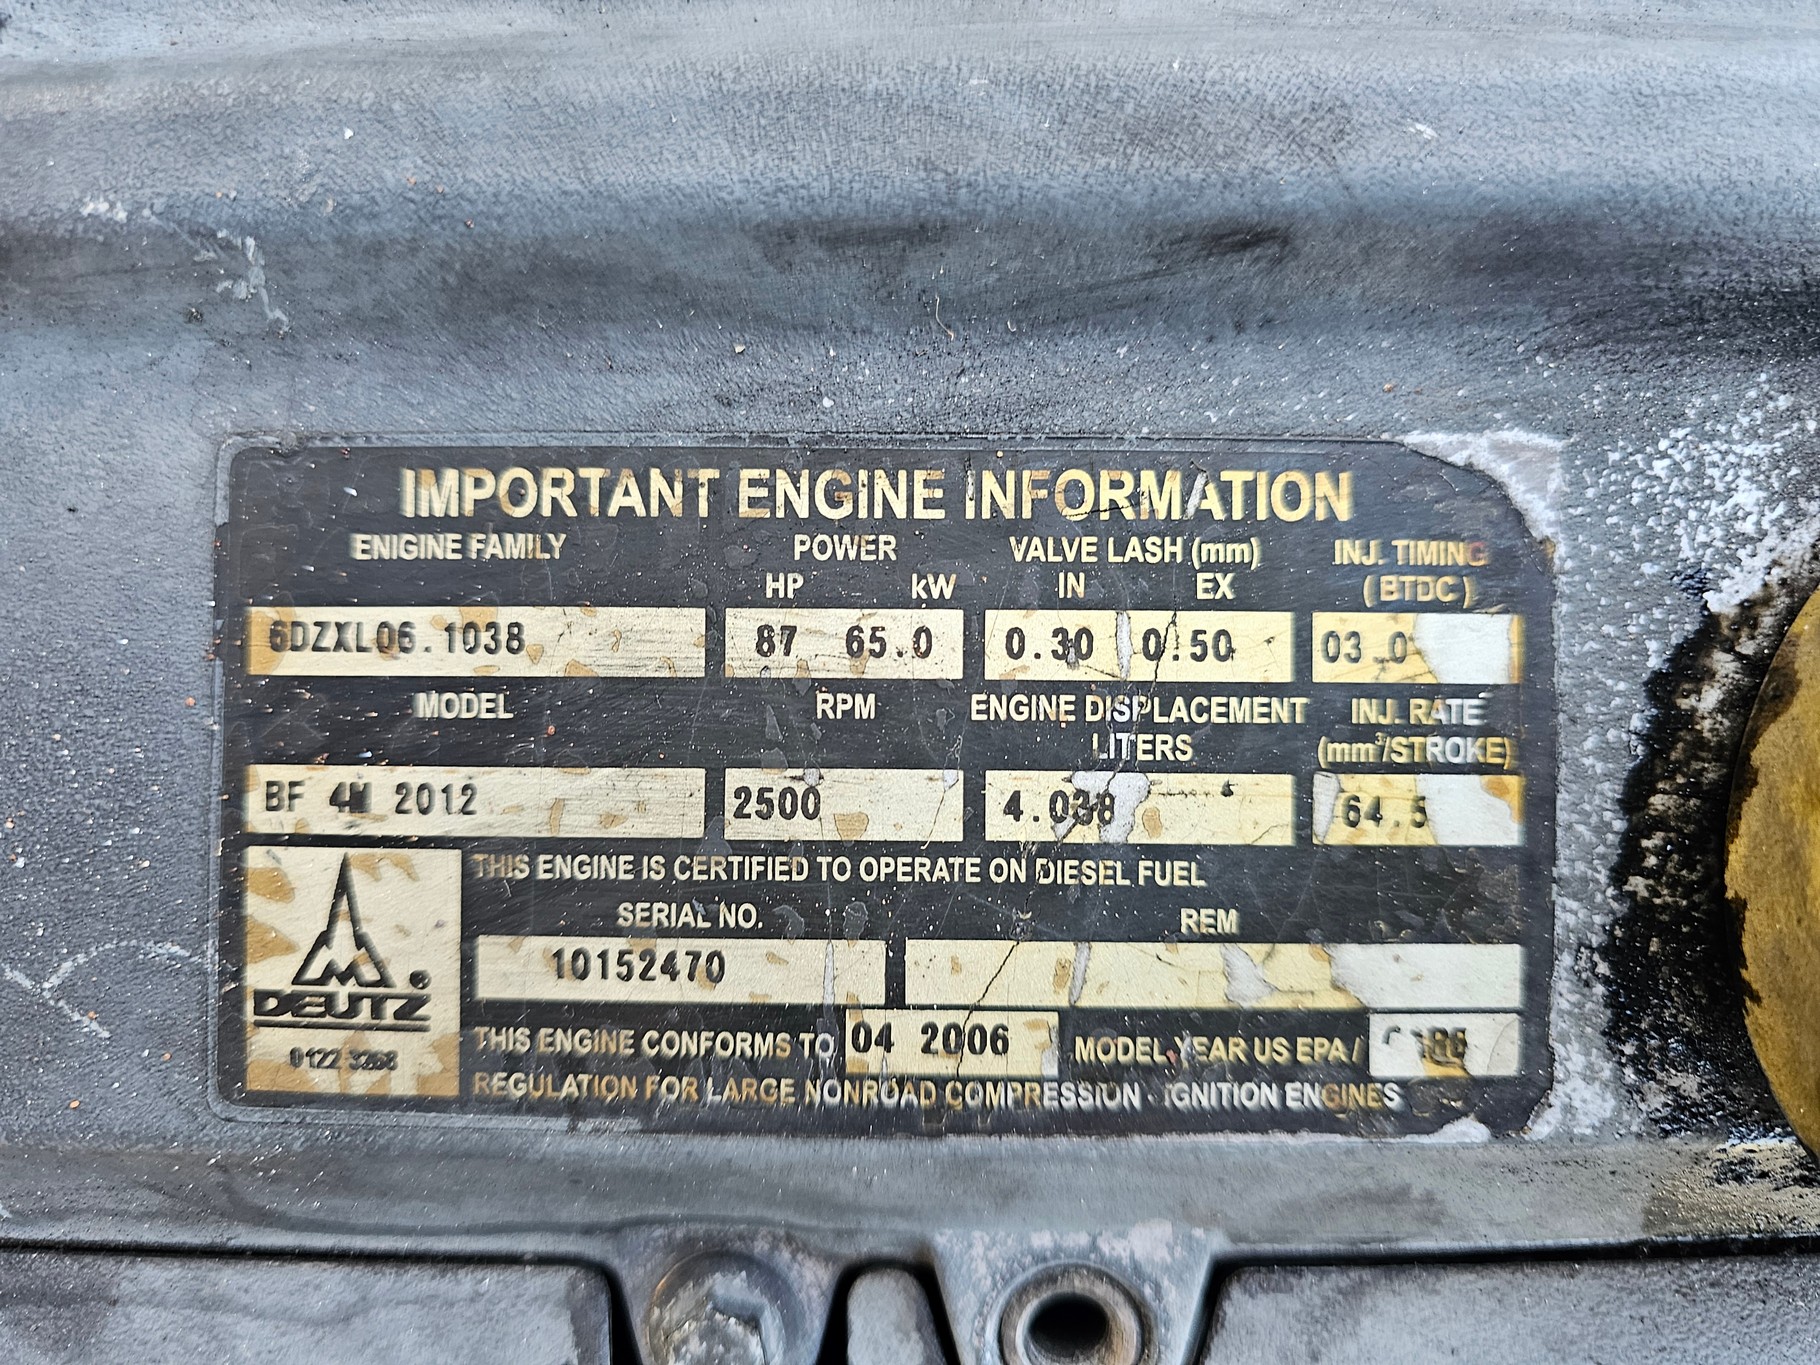 IMPORTANT ENGINE INFORMATION
ENIGINE FAMILY POWER VALVE LASH (mm) INJ. TIMING
HP kW IN EX (BTDC)
6DZXL06.1038 87 65.0 0.30 0.50 03.0
MODEL RPM ENGINE DISPLACEMENT INJ. RATE
LITERS (mm³/STROKE)
BF 4M 2012 2500 4.038 64.5
THIS ENGINE IS CERTIFIED TO OPERATE ON DIESEL FUEL
SERIAL NO. REM
10152470
DEUTZ ®
0122 3268
THIS ENGINE CONFORMS TO 04 2006 MODEL YEAR US EPA /
REGULATION FOR LARGE NONROAD COMPRESSION - IGNITION ENGINES